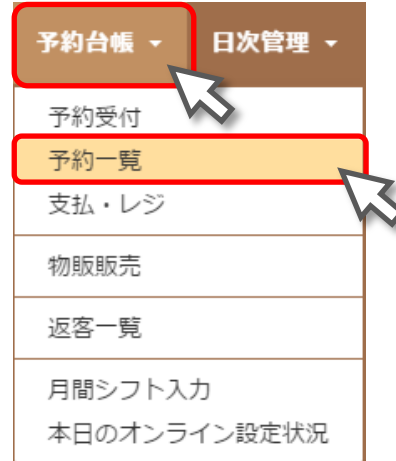 予約台帳 日次管理
予約受付
予約一覧
支払・レジ
物販販売
返客一覧
月間シフト入力
本日のオンライン設定状況